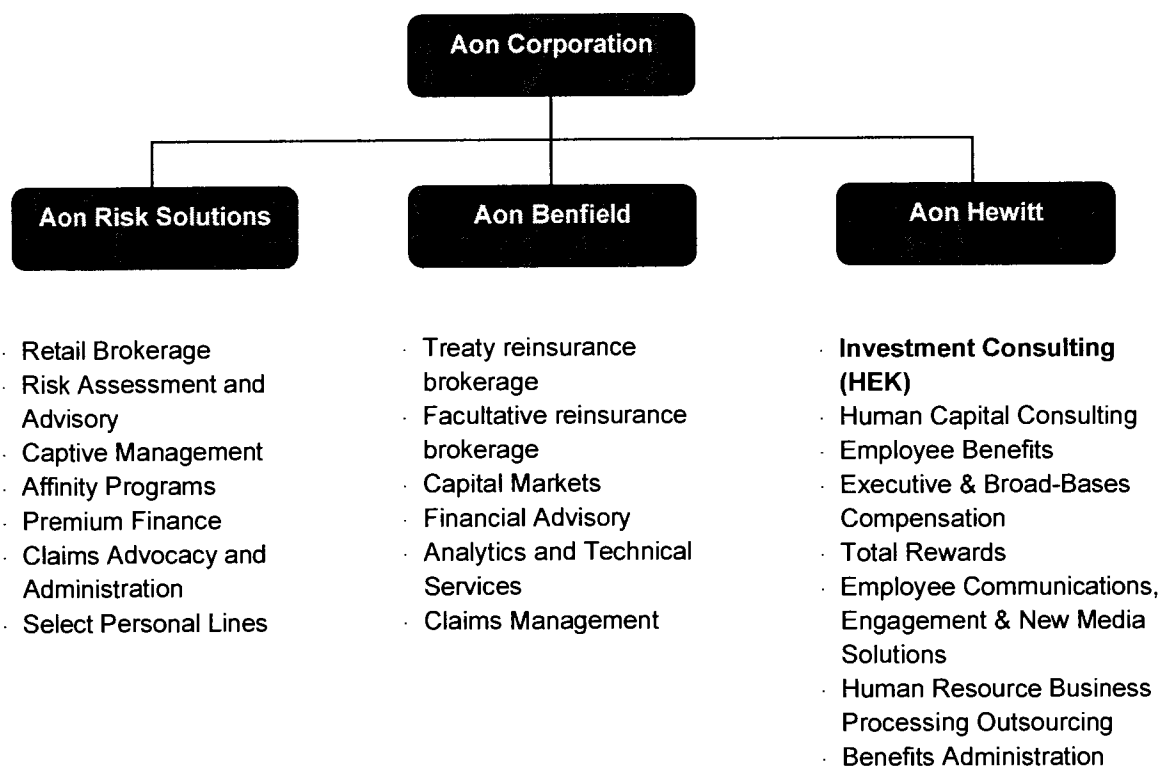 Aon Corporation
Aon Risk Solutions
Aon Benfield
Aon Hewitt
· Retail Brokerage
· Risk Assessment and
Advisory
· Captive Management
· Affinity Programs
· Premium Finance
· Claims Advocacy and
Administration
· Select Personal Lines
· Treaty reinsurance
brokerage
· Facultative reinsurance
brokerage
· Capital Markets
· Financial Advisory
· Analytics and Technical
Services
· Claims Management
· Investment Consulting
(HEK)
· Human Capital Consulting
· Employee Benefits
· Executive & Broad-Bases
Compensation
· Total Rewards
· Employee Communications,
Engagement & New Media
Solutions
· Human Resource Business
Processing Outsourcing
· Benefits Administration